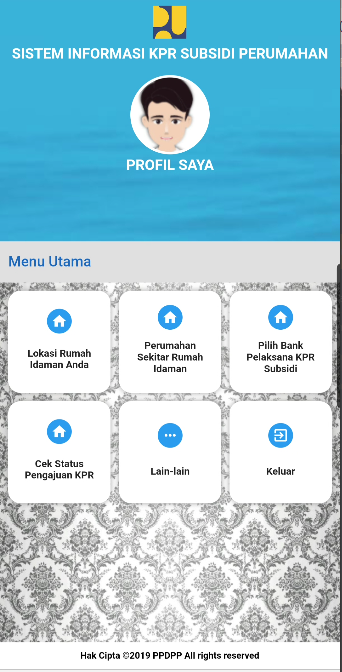 SISTEM INFORMASI KPR SUBSIDI PERUMAHAN
PROFIL SAYA
Menu Utama
Lokasi Rumah
Idaman Anda
Perumahan
Sekitar Rumah
Idaman
Pilih Bank
Pelaksana KPR
Subsidi
Cek Status
Pengajuan KPR
Lain-lain
Keluar
Hak Cipta ©2019 PPDPP All rights reserved